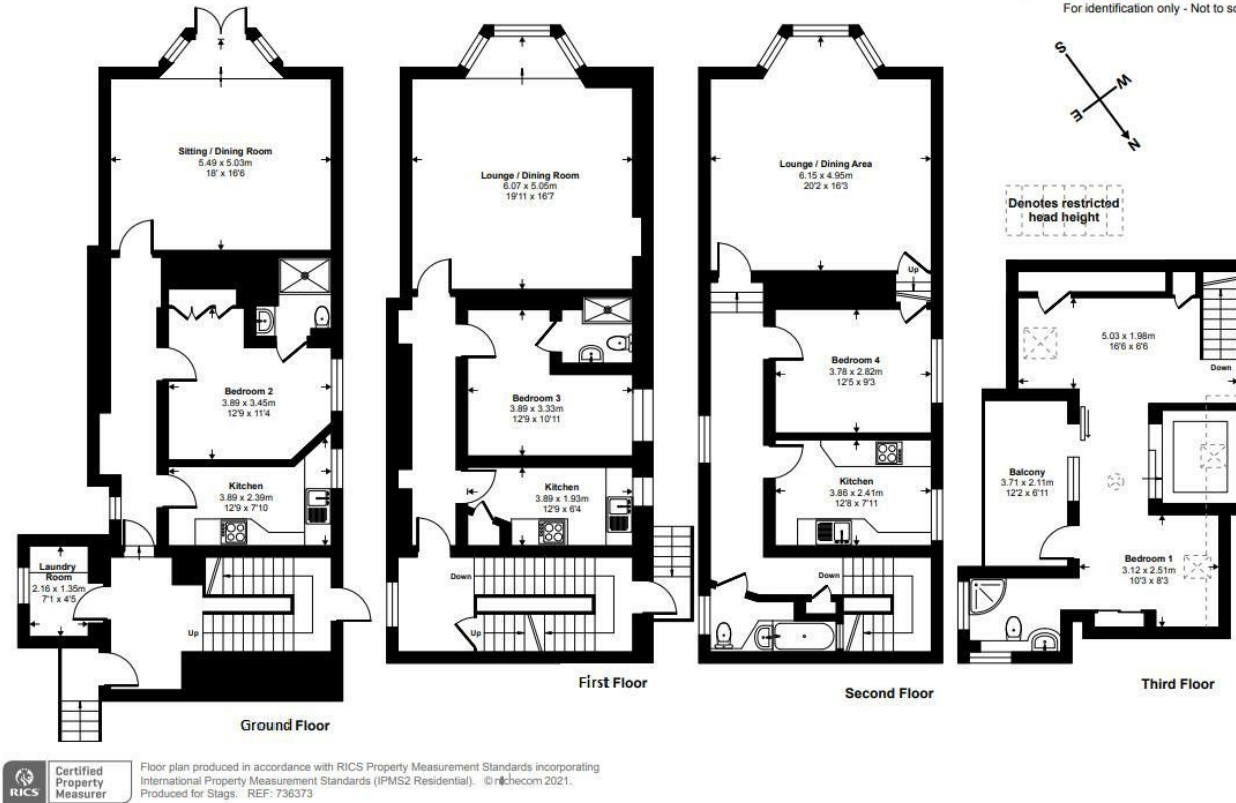 For identification only - Not to sc
S
W
E
N
Denotes restricted
head height
Sitting / Dining Room
5.49 x 5.03m
18' x 16'6
Bedroom 2
3.89 x 3.45m
12'9 x 11'4
Kitchen
3.89 x 2.39m
12'9 x 7'10
Laundry
Room
2.16 x 1.35m
7'1 x 4'5
Up
Ground Floor
Lounge / Dining Room
6.07 x 5.05m
19'11 x 16'7
Bedroom 3
3.89 x 3.33m
12'9 x 10'11
Kitchen
3.89 x 1.93m
12'9 x 6'4
Down
Up
First Floor
Lounge / Dining Area
6.15 x 4.95m
20'2 x 16'3
Up
Bedroom 4
3.78 x 2.82m
12'5 x 9'3
Kitchen
3.86 x 2.41m
12'8 x 7'11
Down
Second Floor
5.03 x 1.98m
16'6 x 6'6
Down
Balcony
3.71 x 2.11m
12'2 x 6'11
Bedroom 1
3.12 x 2.51m
10'3 x 8'3
Third Floor
RICS
Certified
Property
Measurer
Floor plan produced in accordance with RICS Property Measurement Standards incorporating
International Property Measurement Standards (IPMS2 Residential). © nichecom 2021.
Produced for Stags. REF: 736373